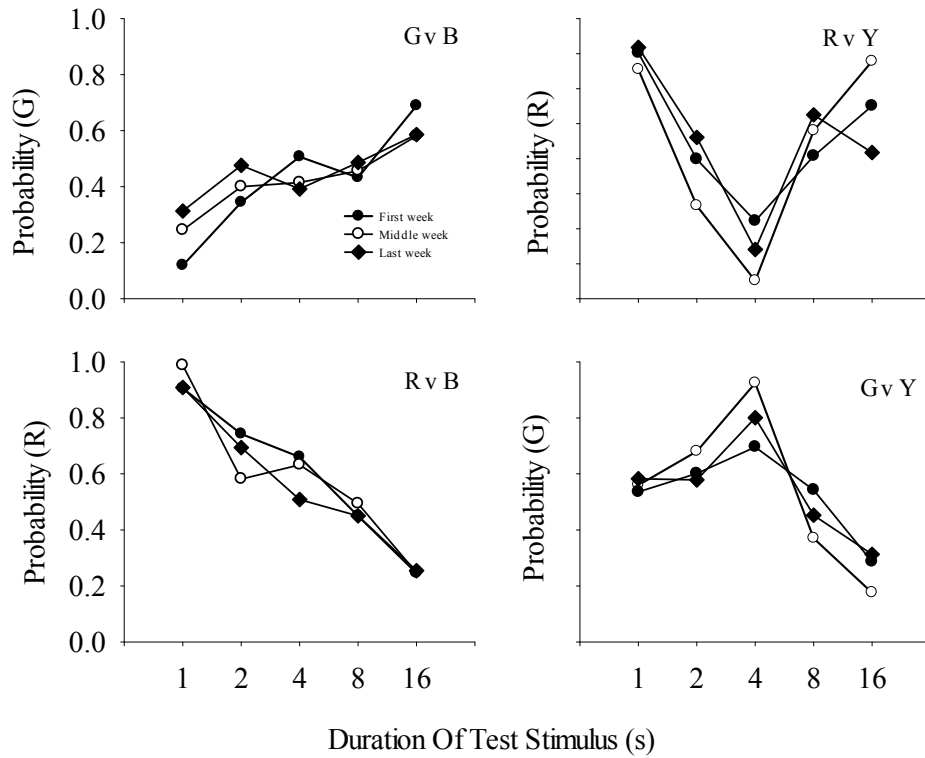 1.0
0.8
0.6
0.4
0.2
0.0
Probability (G)
G v B
First week
Middle week
Last week
Probability (R)
R v Y
1.0
0.8
0.6
0.4
0.2
0.0
Probability (R)
R v B
1 2 4 8 16
Probability (G)
G v Y
1 2 4 8 16
Duration Of Test Stimulus (s)